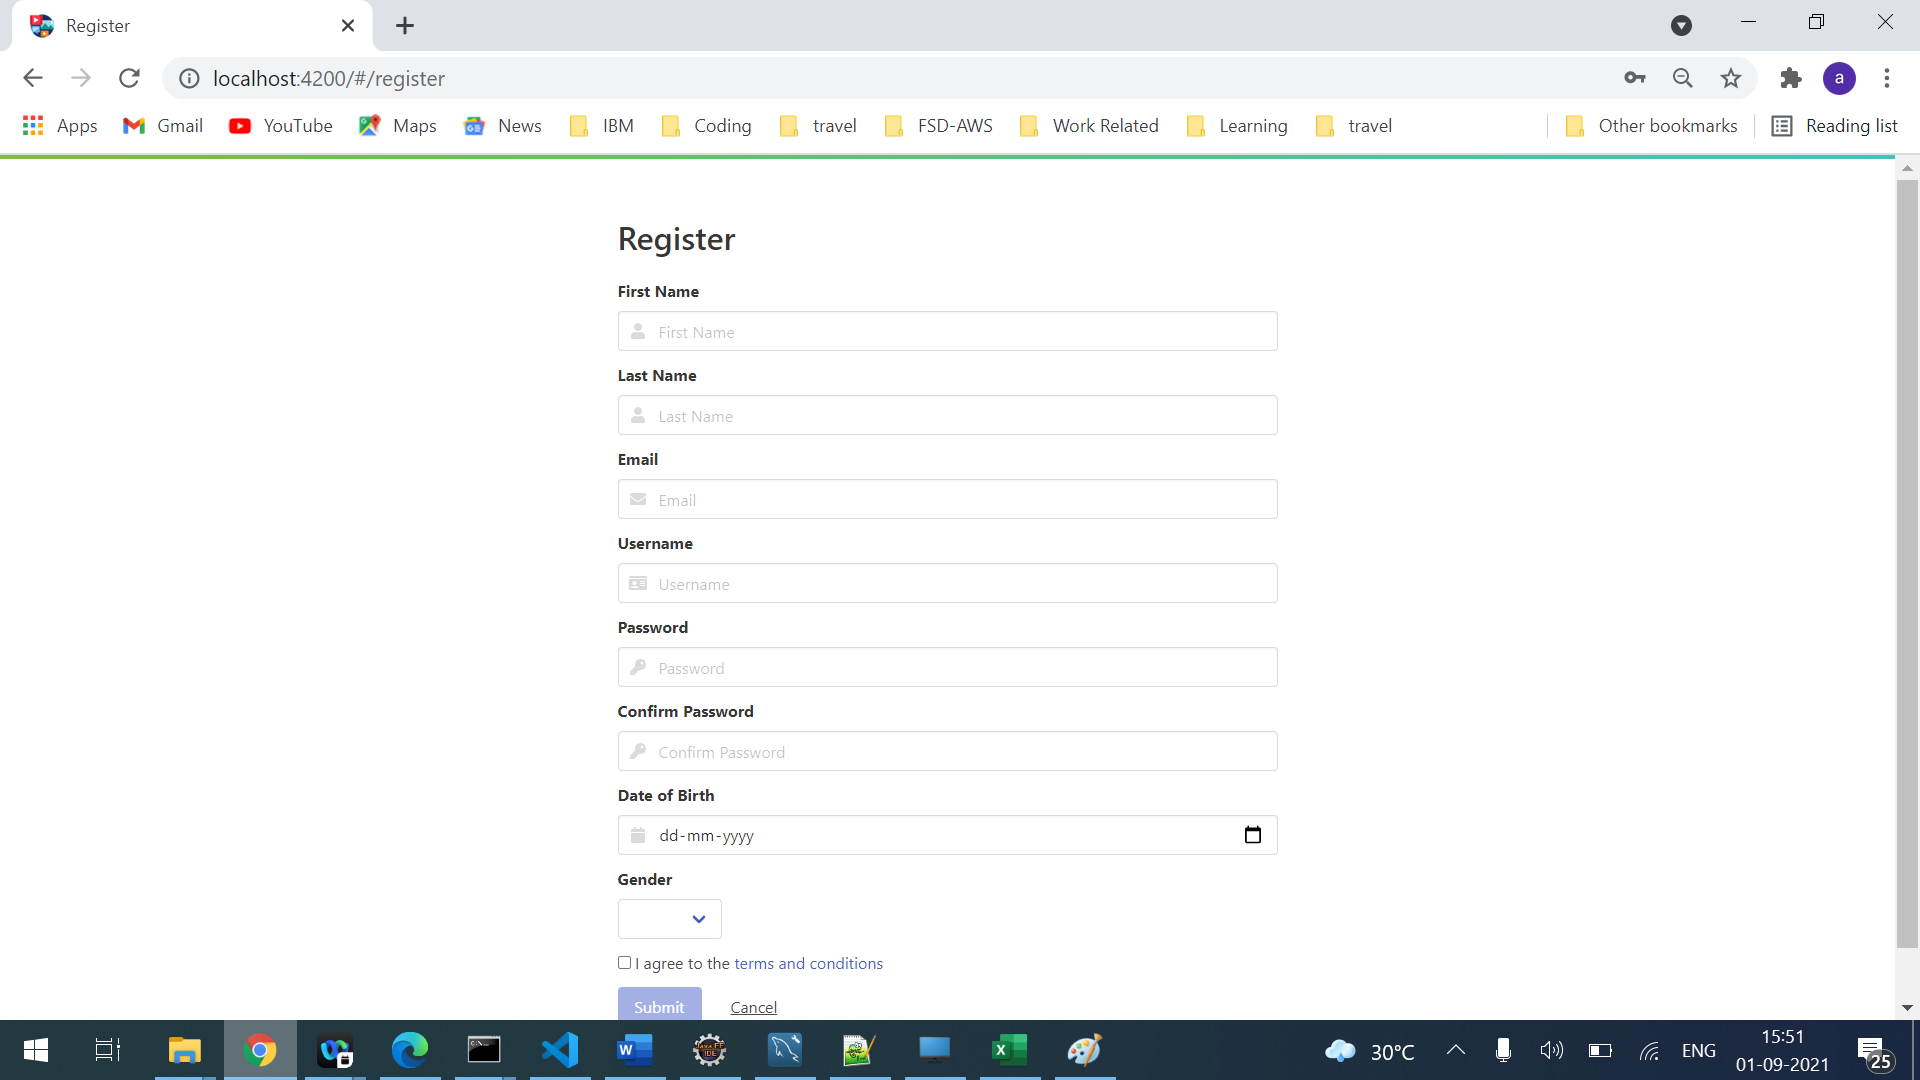 Register
localhost:4200/#/register
a
Apps Gmail YouTube Maps News IBM Coding travel FSD-AWS Work Related Learning travel Other bookmarks Reading list
Register
First Name
First Name
Last Name
Last Name
Email
Email
Username
Username
Password
Password
Confirm Password
Confirm Password
Date of Birth
dd-mm-yyyy
Gender
I agree to the terms and conditions
Submit Cancel
30°C ENG 15:51
01-09-2021 25